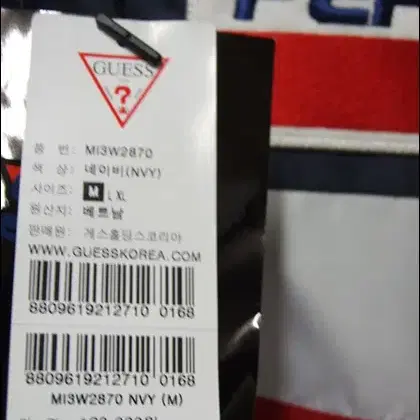 GUESS
?
품 번: MI3W2870
색 상: 네이비(NVY)
사이즈: M L XL
원산지: 베트남
판매원: 게스홀딩스코리아
WWW.GUESSKOREA.COM
8809619212710 0168
8809619212710 0168
MI3W2870 NVY (M)